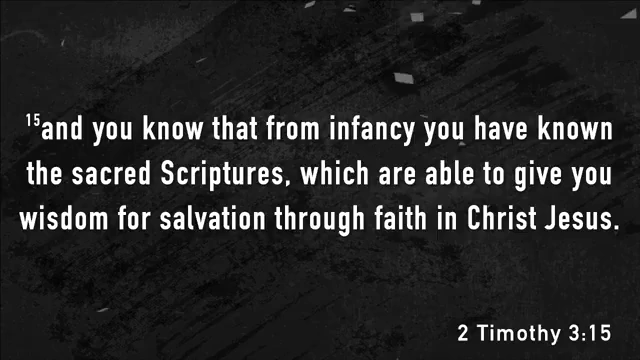 15and you know that from infancy you have known
the sacred Scriptures, which are able to give you
wisdom for salvation through faith in Christ Jesus.
2 Timothy 3:15